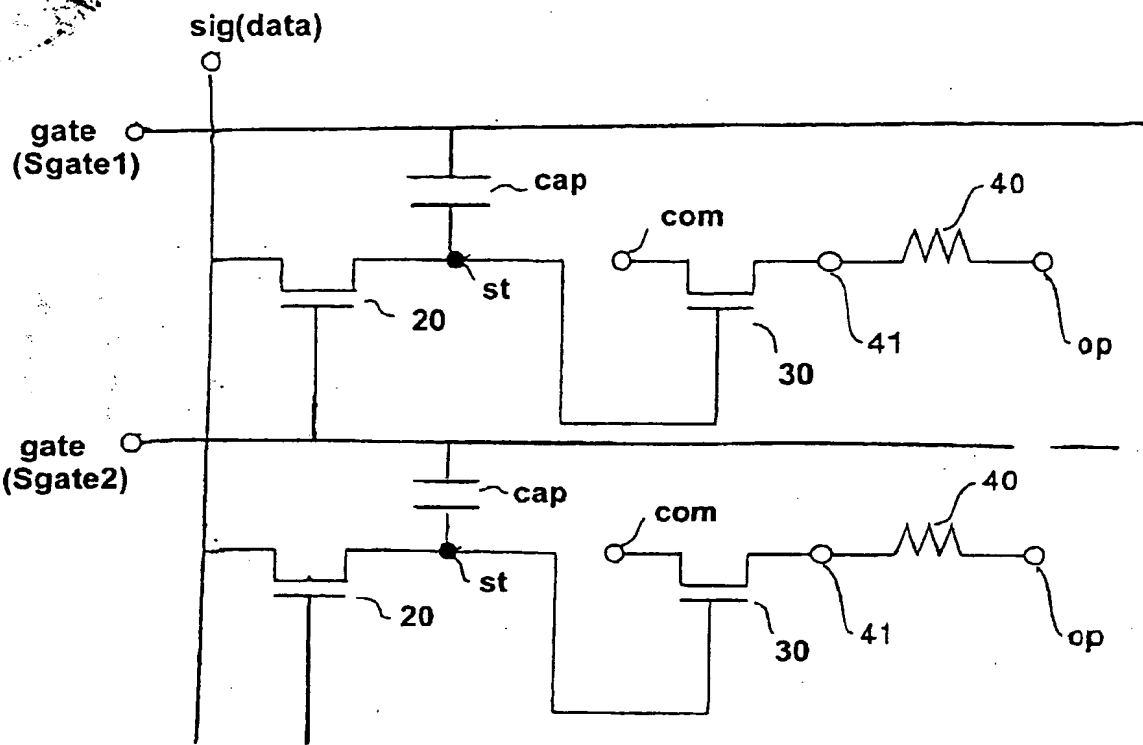 sig(data)
gate
(Sgate1)
cap
com
40
st
20
30
41
op
gate
(Sgate2)
cap
com
40
st
20
30
41
op